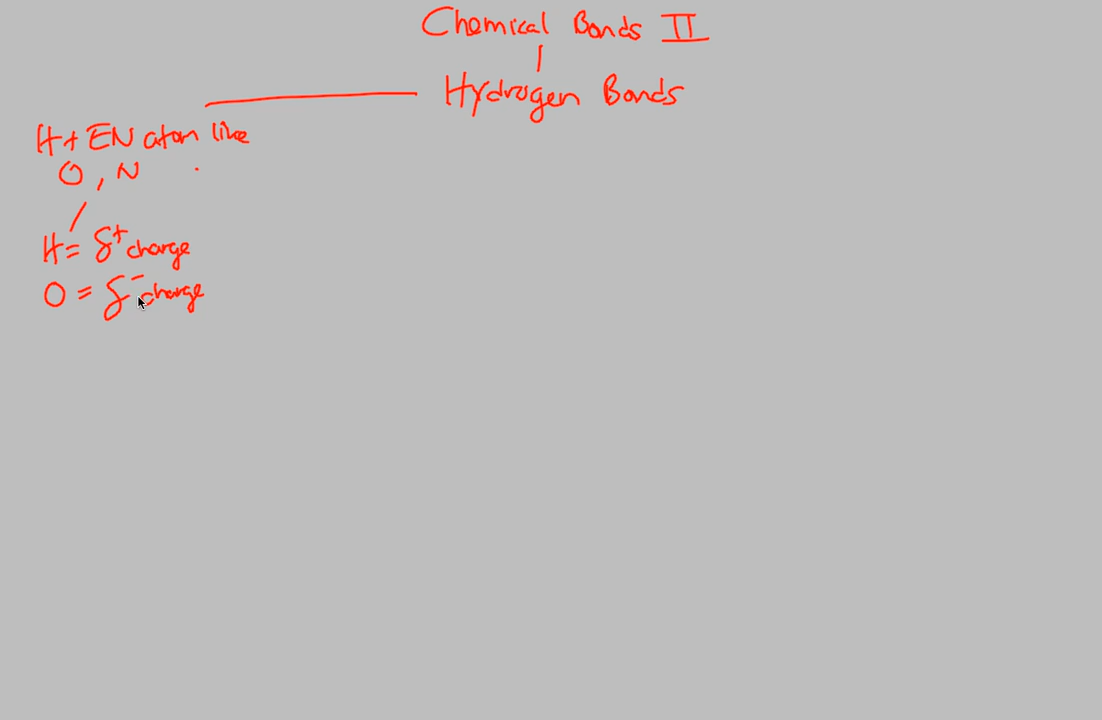 Chemical Bonds II
Hydrogen Bonds
H + EN atom like
O, N
H = δ+ charge
O = δ- charge